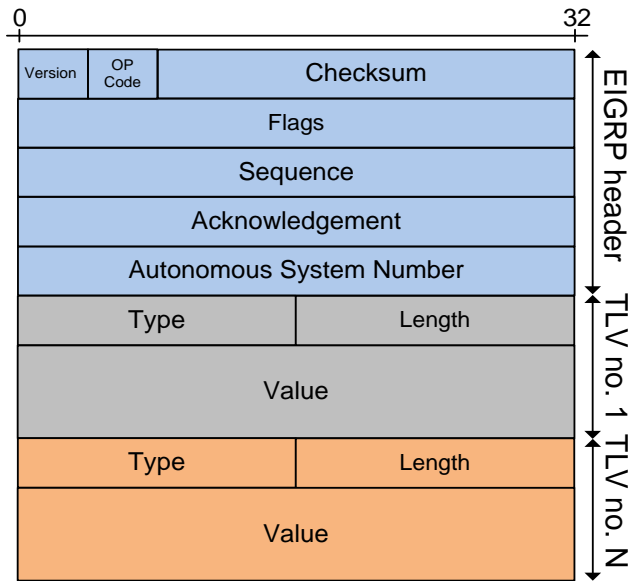 0 32
Version OP Code Checksum
Flags
Sequence
Acknowledgement
Autonomous System Number
EIGRP header
Type Length
Value
TLV no. 1
Type Length
Value
TLV no. N